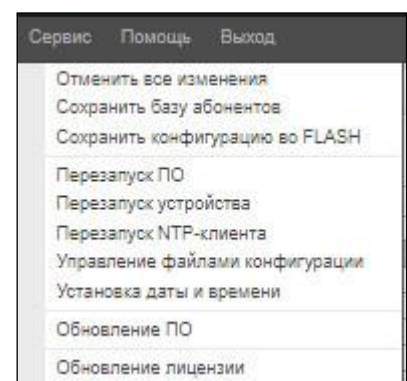 Сервис Помощь Выход
Отменить все изменения
Сохранить базу абонентов
Сохранить конфигурацию во FLASH
Перезапуск ПО
Перезапуск устройства
Перезапуск NTP-клиента
Управление файлами конфигурации
Установка даты и времени
Обновление ПО
Обновление лицензии